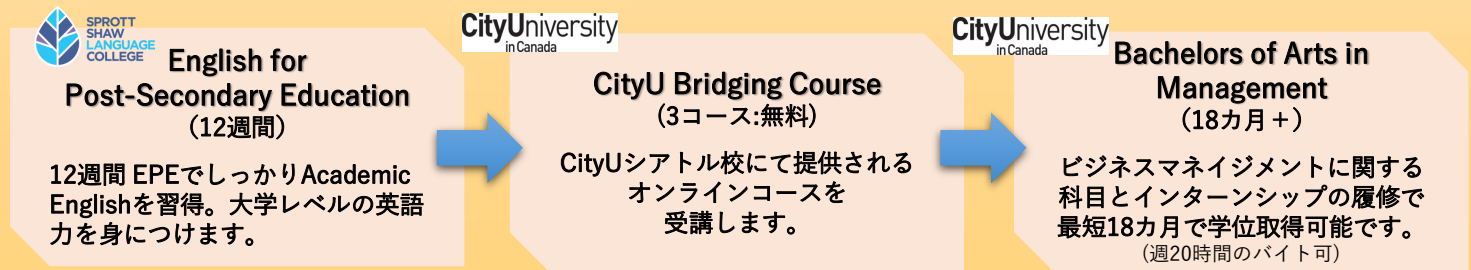 SPROTT
SHAW
LANGUAGE
COLLEGE
English for
Post-Secondary Education
（12週間）
12週間 EPEでしっかりAcademic
Englishを習得。大学レベルの英語
力を身につけます。
CityUniversity
in Canada
CityU Bridging Course
（3コース:無料）
CityUシアトル校にて提供される
オンラインコースを
受講します。
CityUniversity
in Canada
Bachelors of Arts in
Management
（18カ月＋）
ビジネスマネイジメントに関する
科目とインターンシップの履修で
最短18カ月で学位取得可能です。
（週20時間のバイト可）